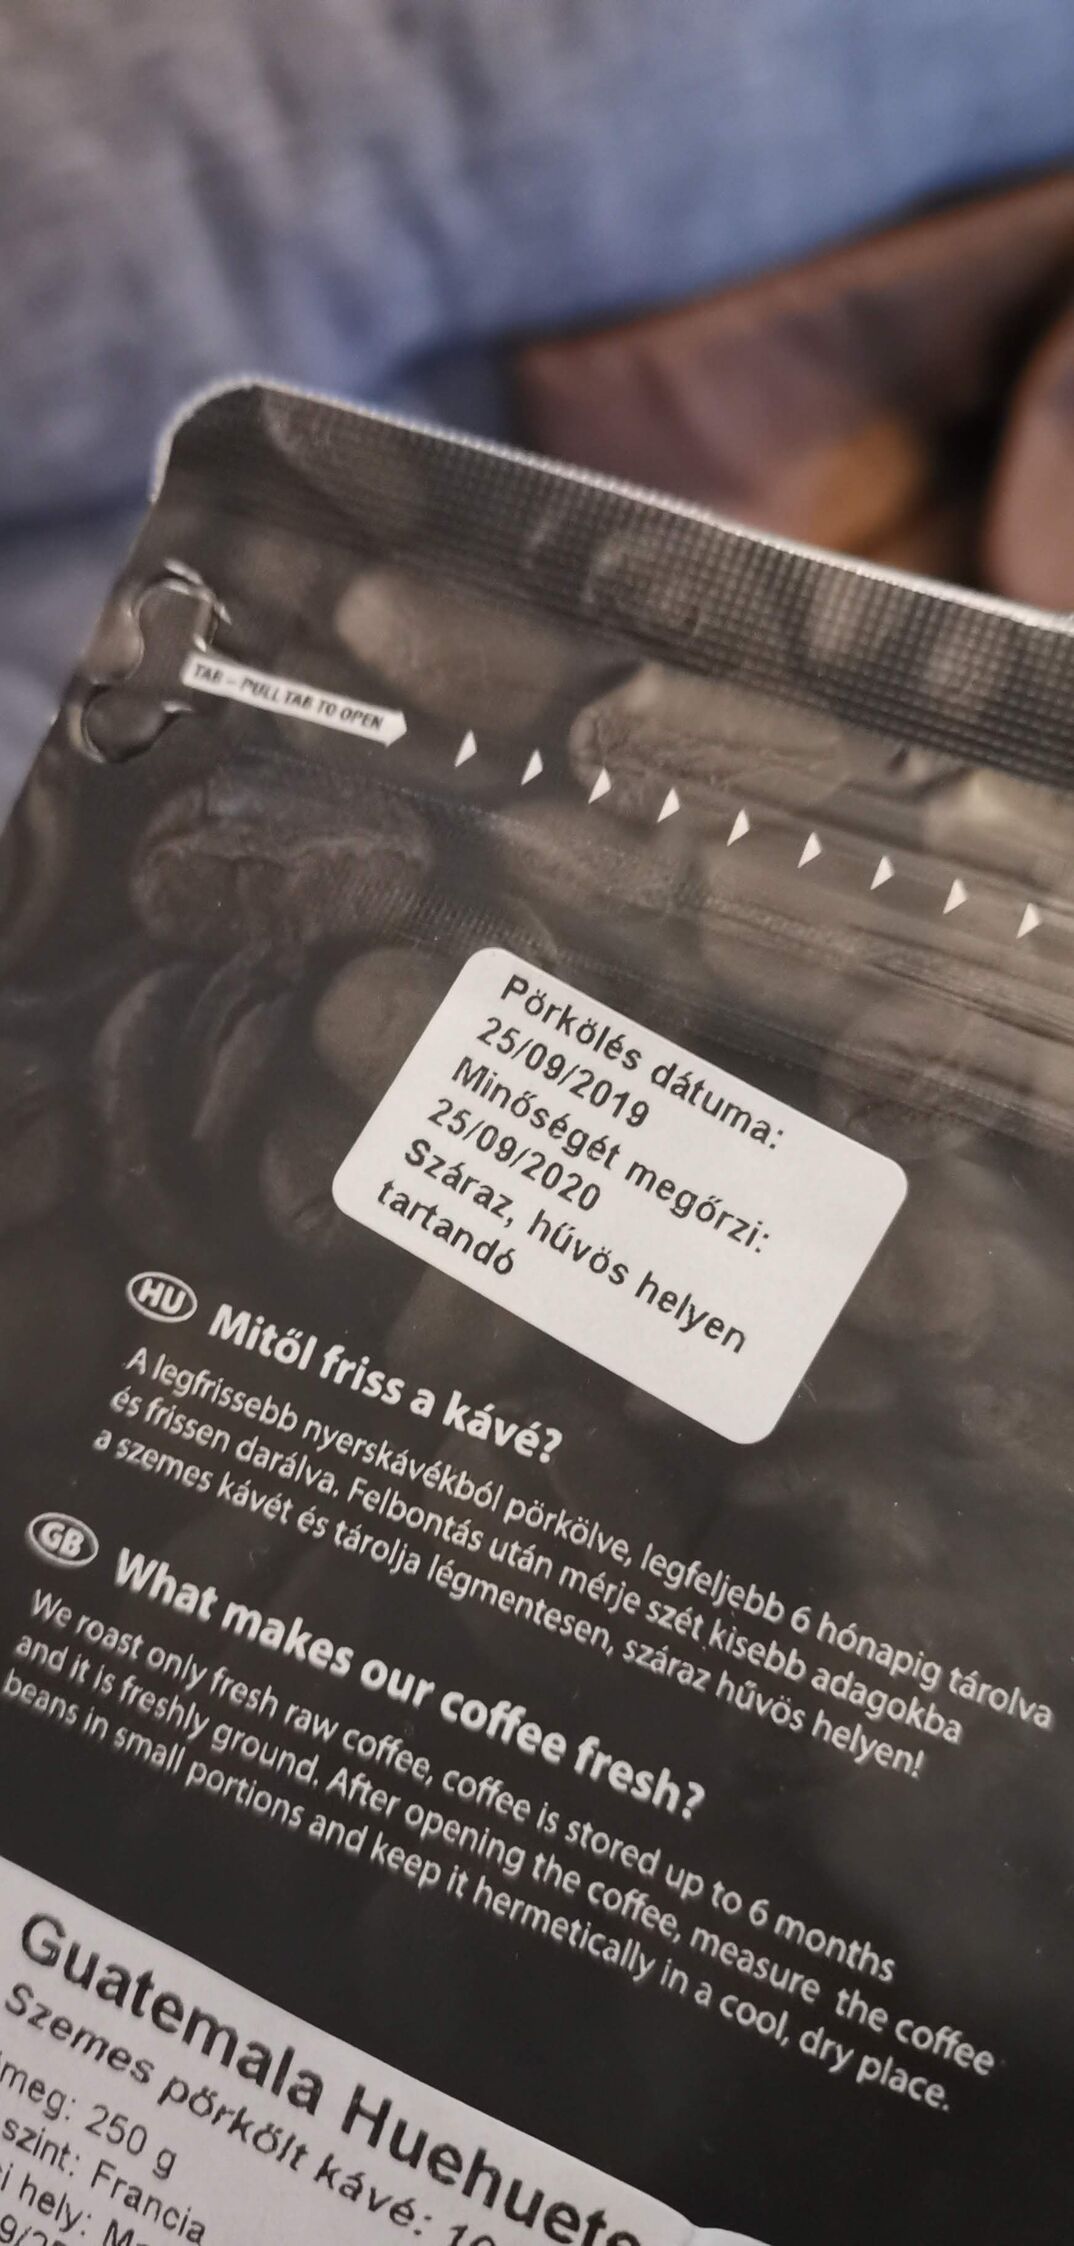 TAB – PULL TAB TO OPEN
Pörkölés dátuma:
25/09/2019
Minőségét megőrzi:
25/09/2020
Száraz, hűvös helyen
tartandó
HU Mitől friss a kávé?
A legfrissebb nyerskávékból pörkölve, legfeljebb 6 hónapig tárolva
és frissen darálva. Felbontás után mérje szét kisebb adagokba
a szemes kávét és tárolja légmentesen, száraz hűvös helyen!
GB What makes our coffee fresh?
We roast only fresh raw coffee, coffee is stored up to 6 months
and it is freshly ground. After opening the coffee, measure the coffee
beans in small portions and keep it hermetically in a cool, dry place.
Guatemala
Szemes pörkölt kávé:
250 g
szint: Francia
hely: